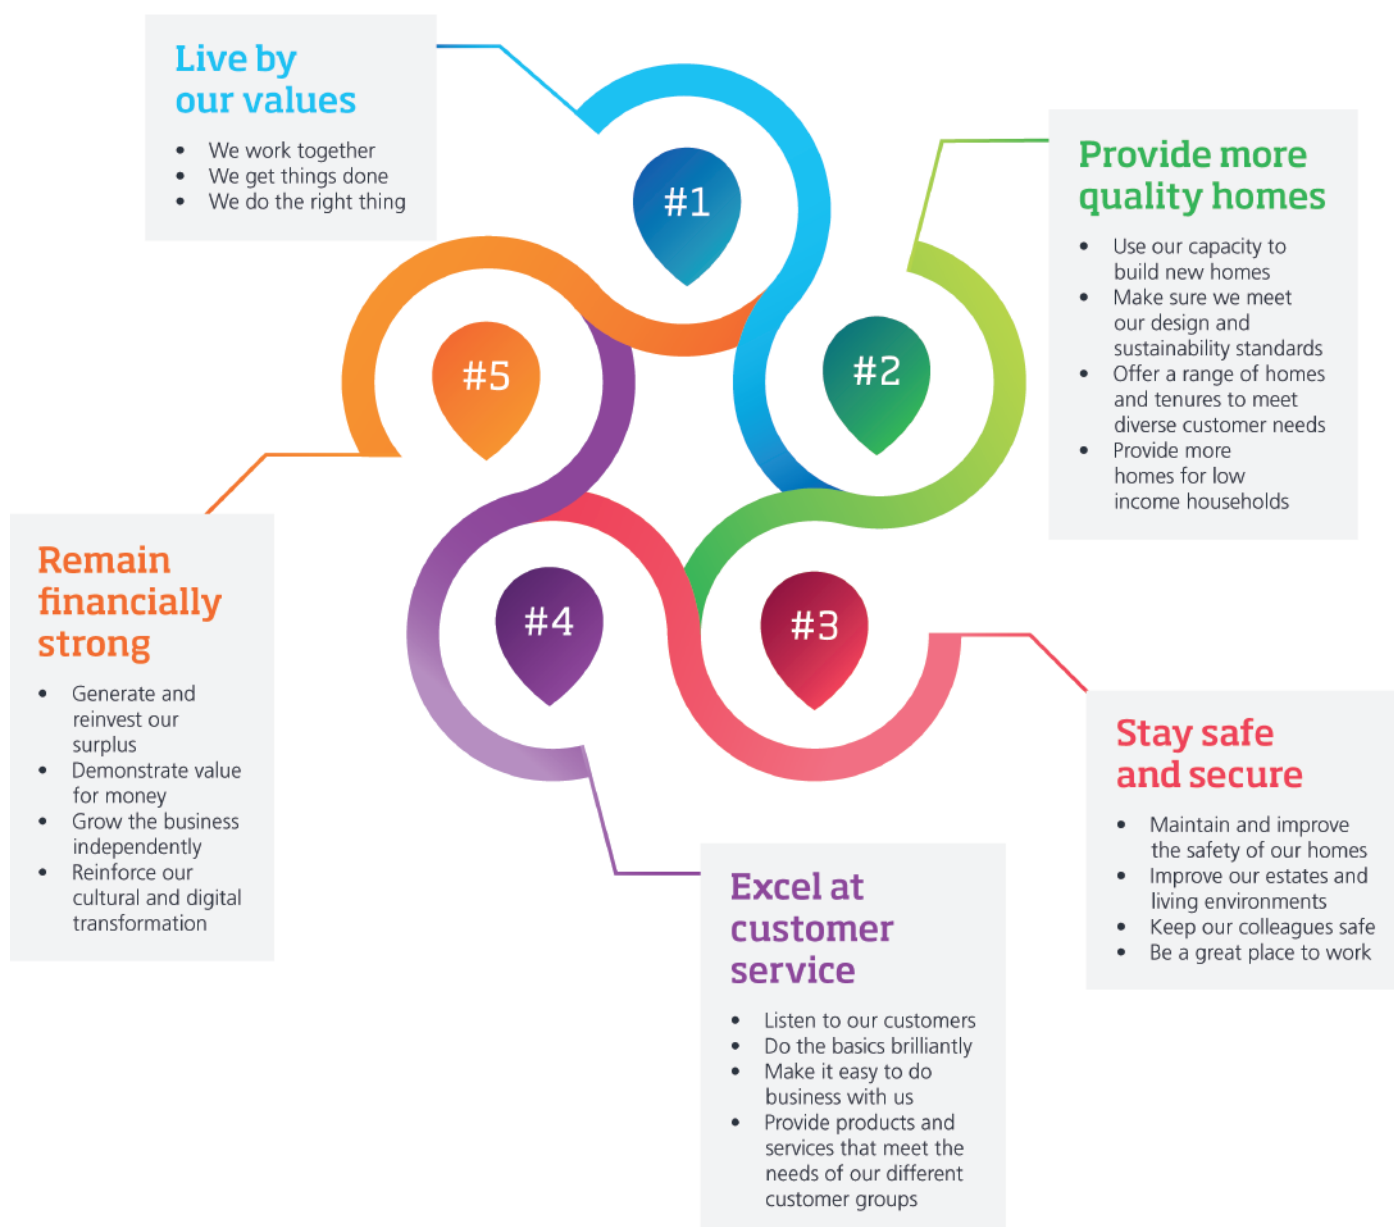 Live by
our values
• We work together
• We get things done
• We do the right thing
#1
Provide more
quality homes
• Use our capacity to
build new homes
• Make sure we meet
our design and
sustainability standards
• Offer a range of homes
and tenures to meet
diverse customer needs
• Provide more
homes for low
income households
#2
Stay safe
and secure
• Maintain and improve
the safety of our homes
• Improve our estates and
living environments
• Keep our colleagues safe
• Be a great place to work
#3
Excel at
customer
service
• Listen to our customers
• Do the basics brilliantly
• Make it easy to do
business with us
• Provide products and
services that meet the
needs of our different
customer groups
#4
Remain
financially
strong
• Generate and
reinvest our
surplus
• Demonstrate value
for money
• Grow the business
independently
• Reinforce our
cultural and digital
transformation
#5